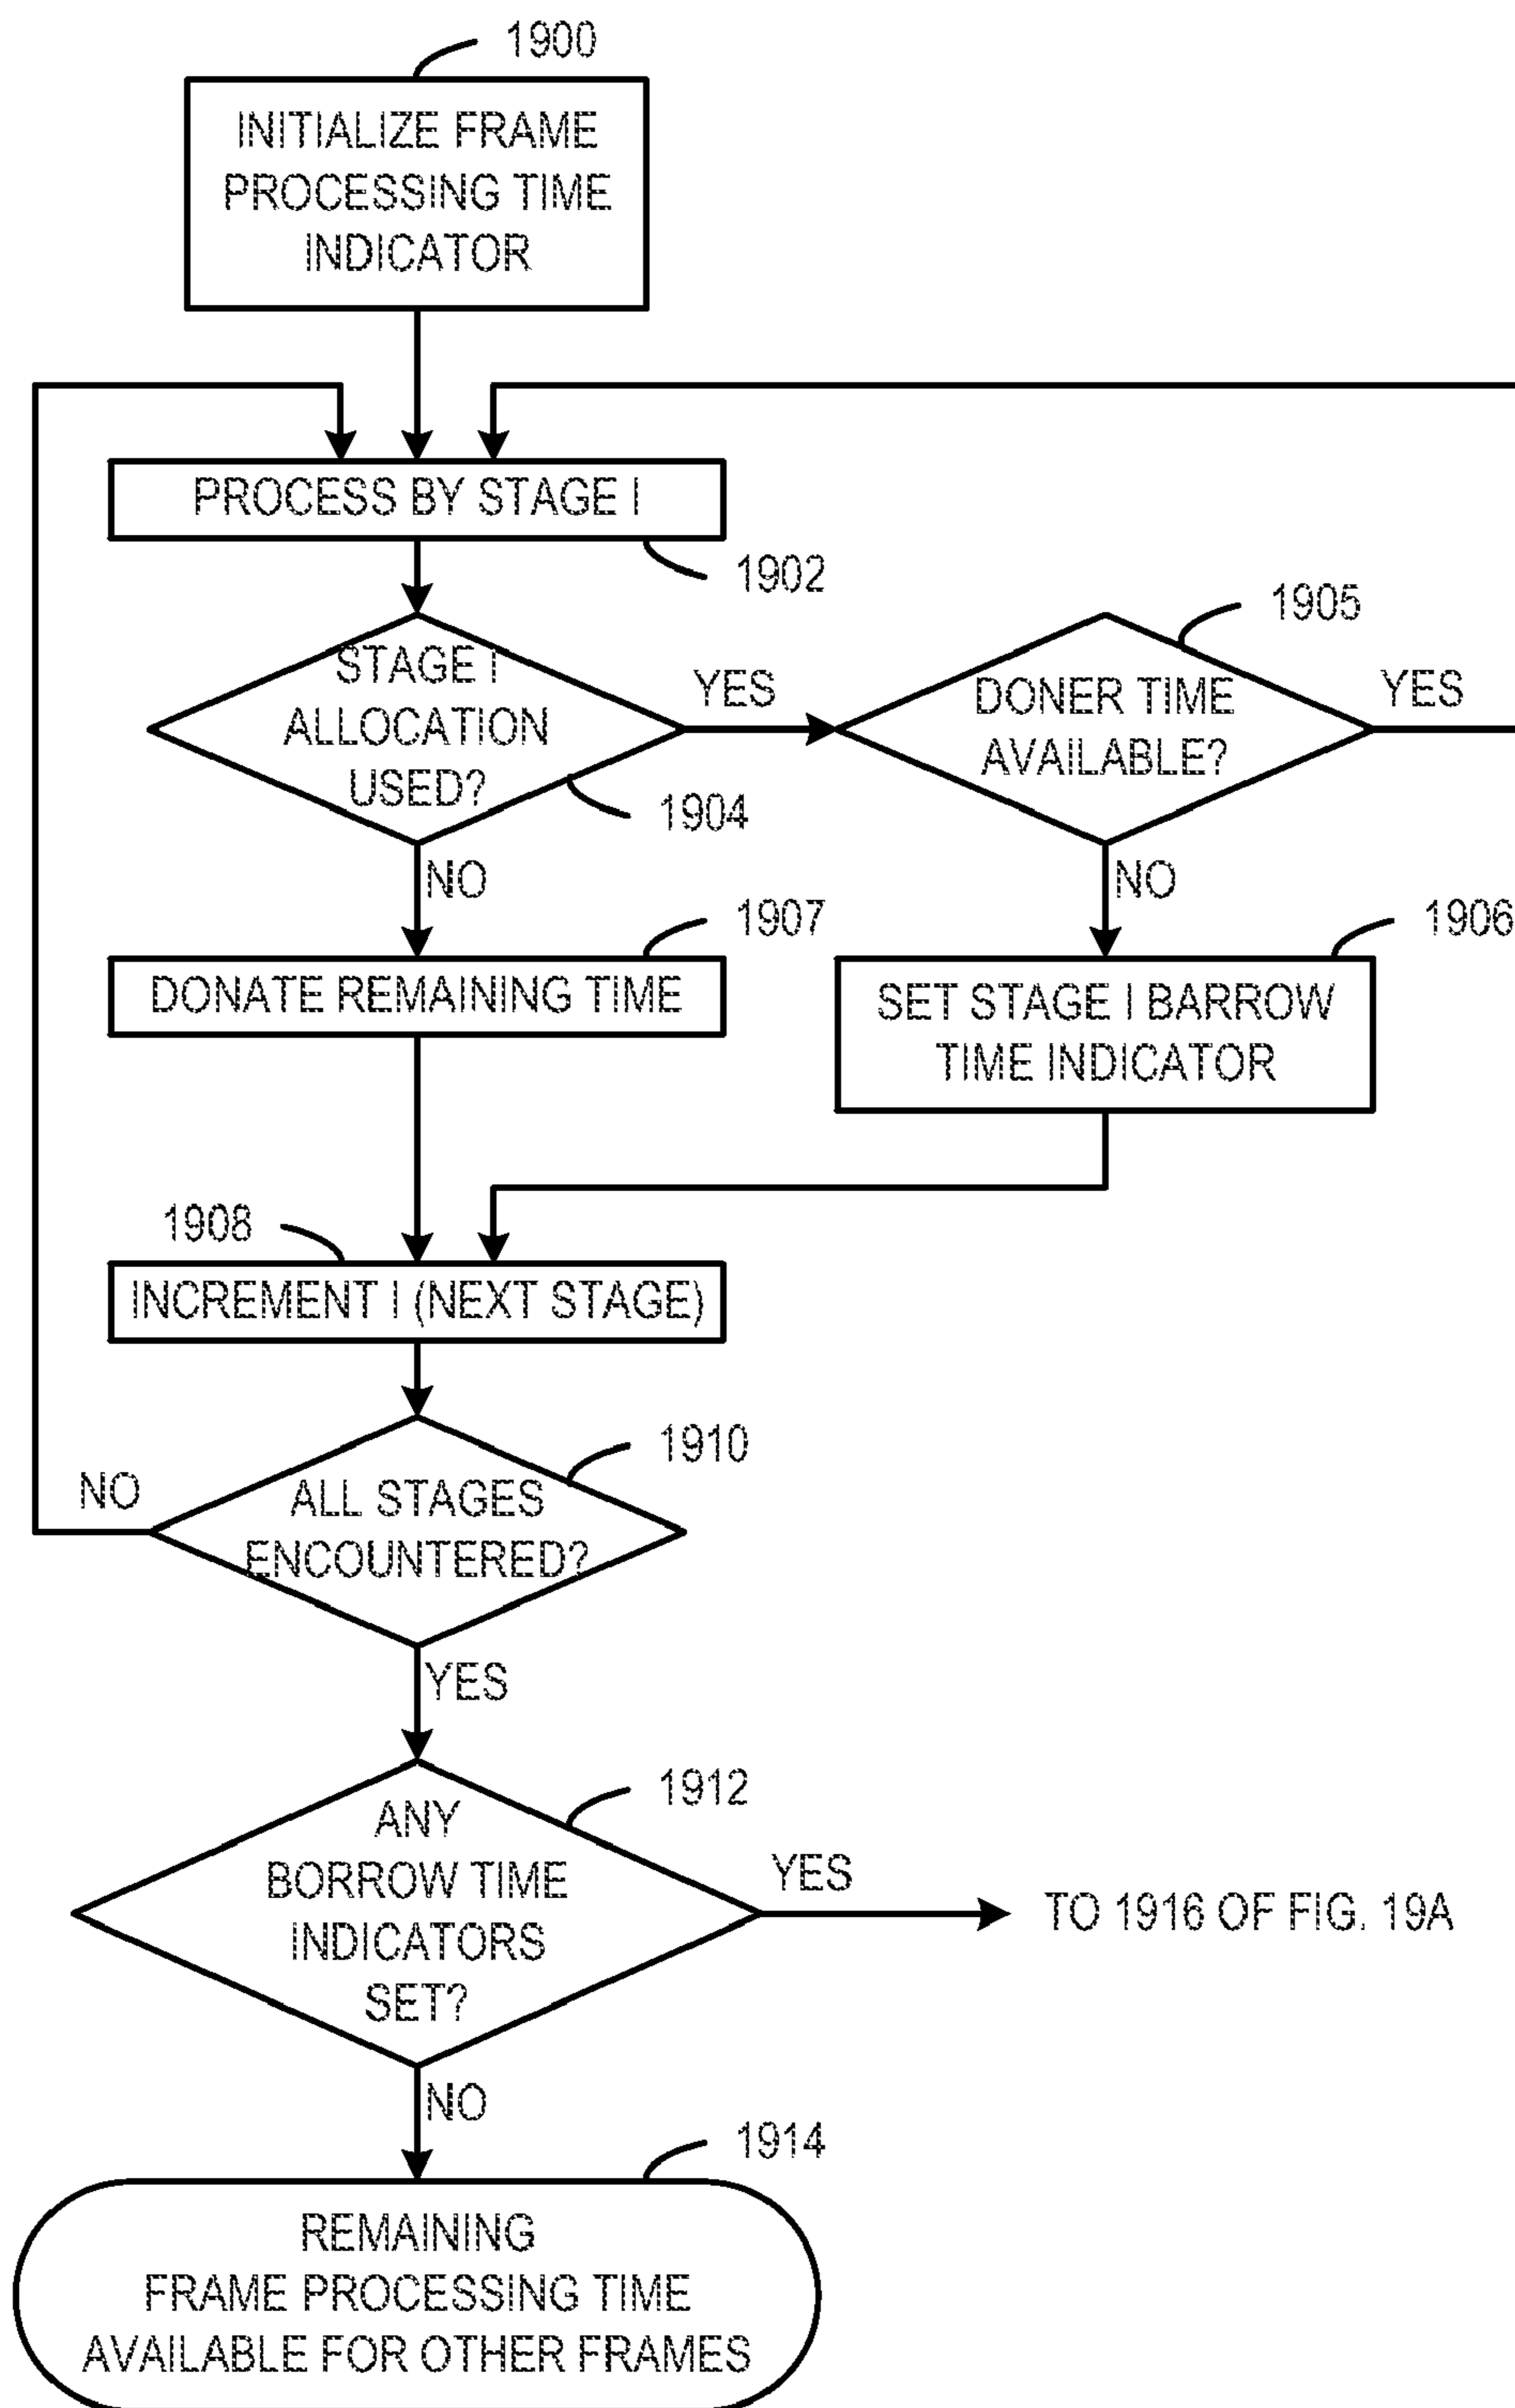 1900
INITIALIZE FRAME
PROCESSING TIME
INDICATOR
PROCESS BY STAGE I
1902
STAGE I
ALLOCATION
USED?
1904
YES
DONER TIME
AVAILABLE?
1905
YES
NO
NO
1907
DONATE REMAINING TIME
1906
SET STAGE I BARROW
TIME INDICATOR
1908
INCREMENT I (NEXT STAGE)
1910
ALL STAGES
ENCOUNTERED?
NO
YES
1912
ANY
BORROW TIME
INDICATORS
SET?
YES
TO 1916 OF FIG. 19A
NO
1914
REMAINING
FRAME PROCESSING TIME
AVAILABLE FOR OTHER FRAMES